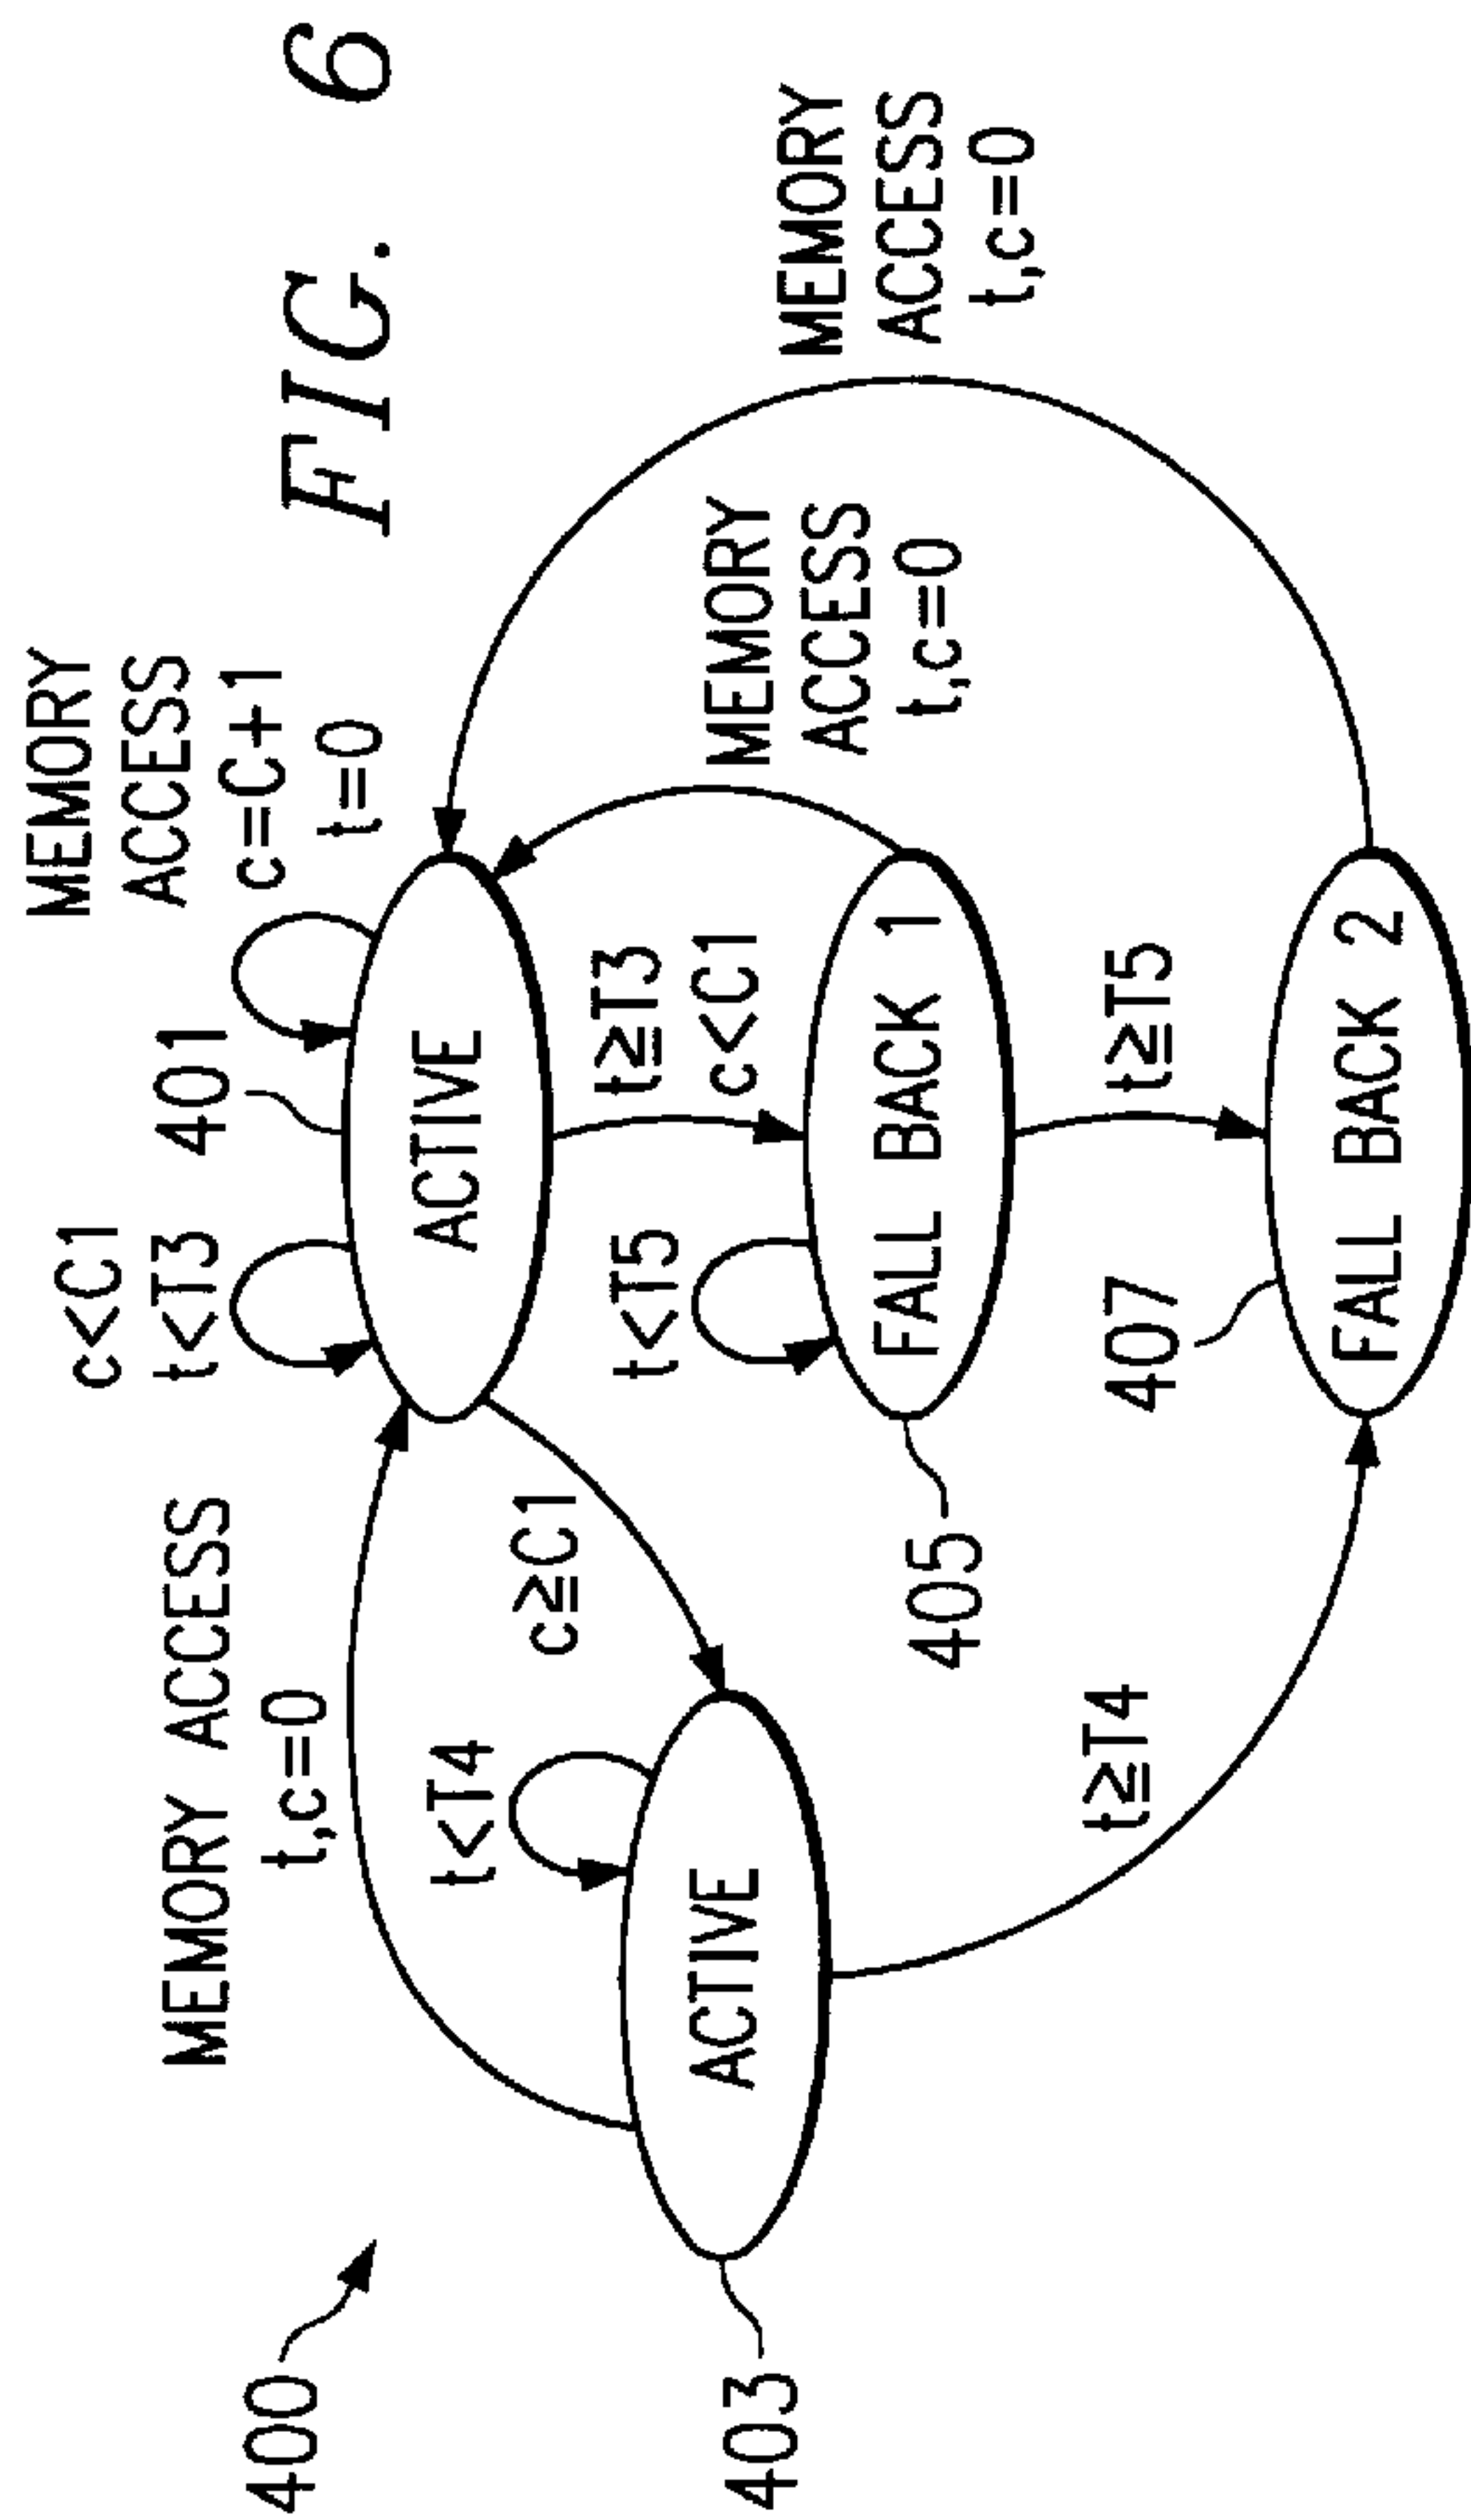 FIG. 6
400
MEMORY ACCESS
t,c=0
c<C1
t<T3
401
MEMORY
ACCESS
c=C+1
t=0
ACTIVE
403
ACTIVE
t<T4
c≧C1
t<T5
t≧T3
c<C1
MEMORY
ACCESS
t,c=0
MEMORY
ACCESS
t,c=0
405
FALL BACK 1
t≧T4
407
t≧T5
FALL BACK 2